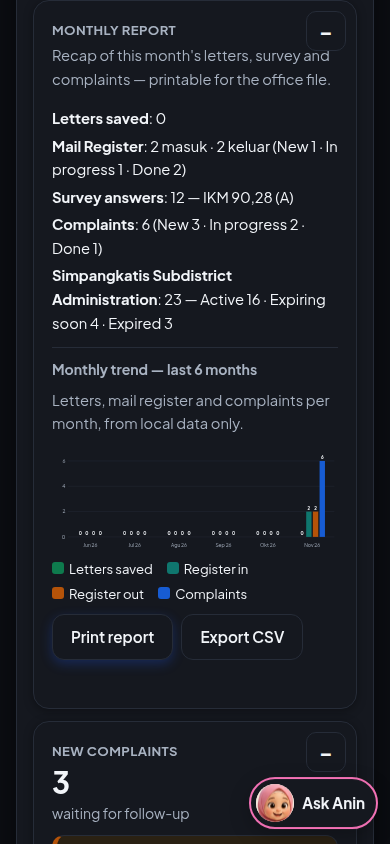 MONTHLY REPORT
–
Recap of this month's letters, survey and
complaints — printable for the office file.
Letters saved: 0
Mail Register: 2 masuk · 2 keluar (New 1 · In
progress 1 · Done 2)
Survey answers: 12 — IKM 90,28 (A)
Complaints: 6 (New 3 · In progress 2 ·
Done 1)
Simpangkatis Subdistrict
Administration: 23 — Active 16 · Expiring
soon 4 · Expired 3
Monthly trend — last 6 months
Letters, mail register and complaints per
month, from local data only.
6
6
4
2 2 2
0 0 0 0 0 0 0 0 0 0 0 0 0 0 0 0 0 0 0 0 0 0
Jun 26 Jul 26 Agu 26 Sep 26 Okt 26 Nov 26
Letters saved Register in
Register out Complaints
Print report Export CSV
NEW COMPLAINTS
–
3
waiting for follow-up
Ask Anin